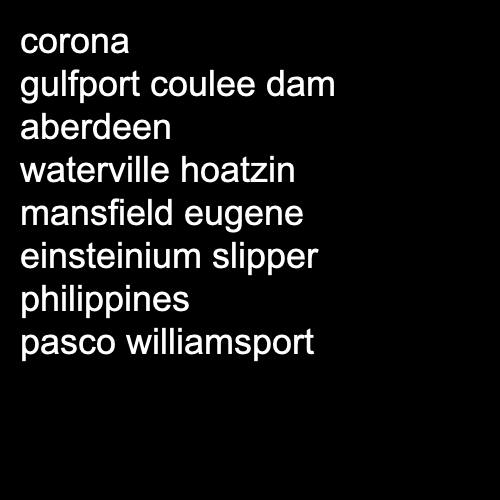 corona
gulfport coulee dam
aberdeen
waterville hoatzin
mansfield eugene
einsteinium slipper
philippines
pasco williamsport